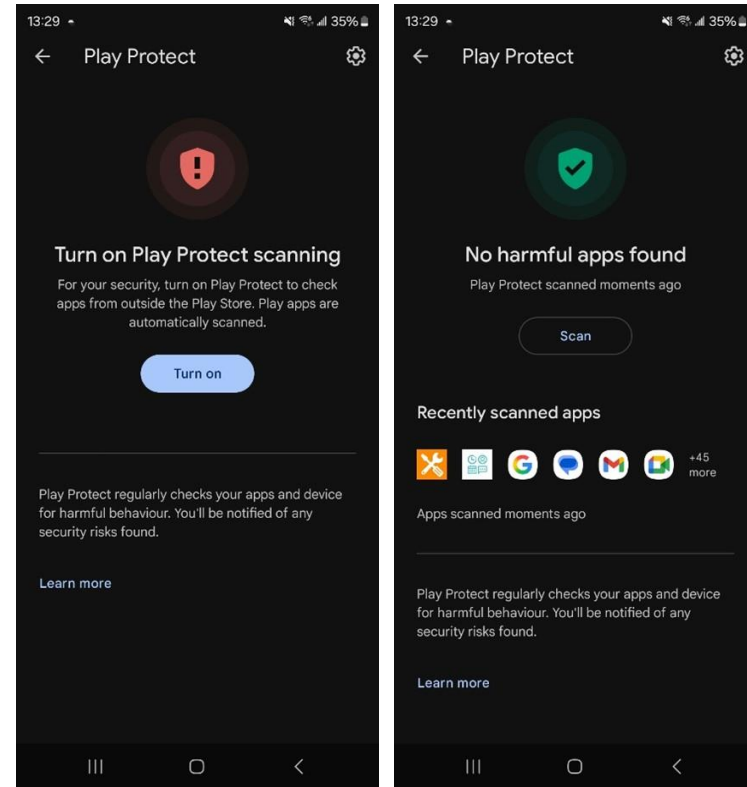 13:29
35%
Play Protect
Turn on Play Protect scanning
For your security, turn on Play Protect to check
apps from outside the Play Store. Play apps are
automatically scanned.
Turn on
Play Protect regularly checks your apps and device
for harmful behaviour. You'll be notified of any
security risks found.
Learn more
13:29
35%
Play Protect
No harmful apps found
Play Protect scanned moments ago
Scan
Recently scanned apps
+45
more
Apps scanned moments ago
Play Protect regularly checks your apps and device
for harmful behaviour. You'll be notified of any
security risks found.
Learn more